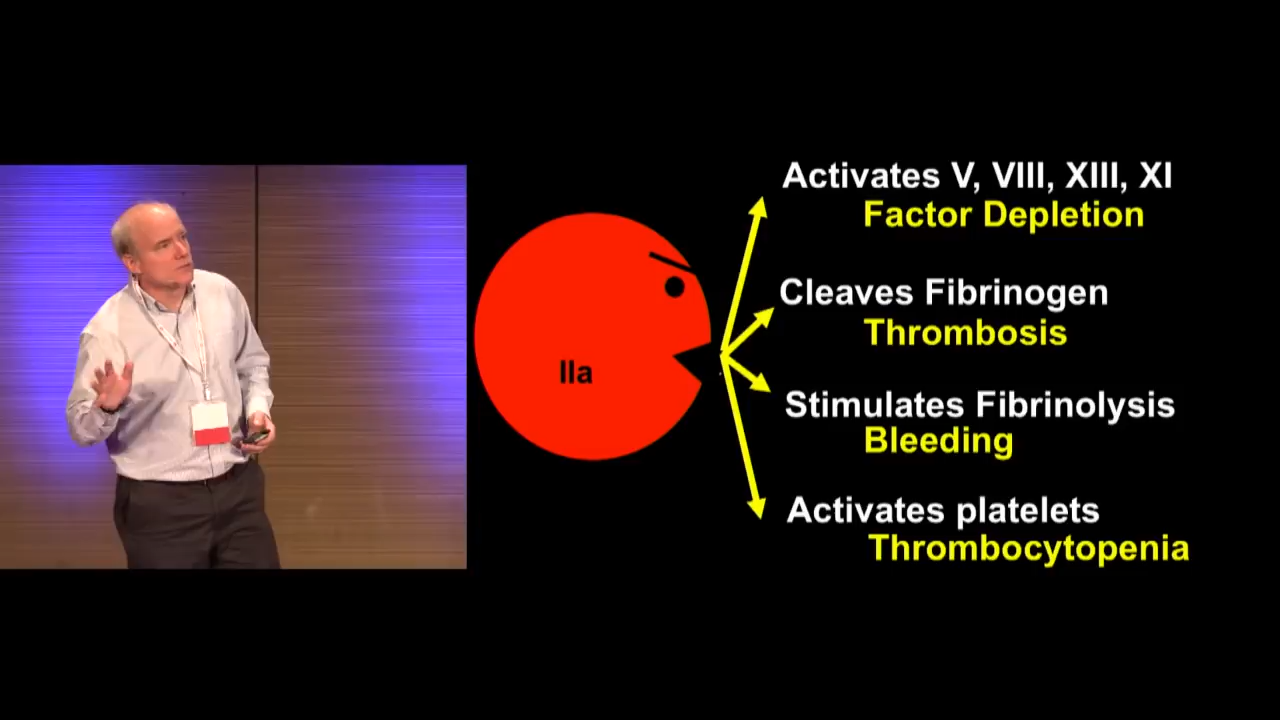 Activates V, VIII, XIII, XI
Factor Depletion
Cleaves Fibrinogen
Thrombosis
IIa
Stimulates Fibrinolysis
Bleeding
Activates platelets
Thrombocytopenia